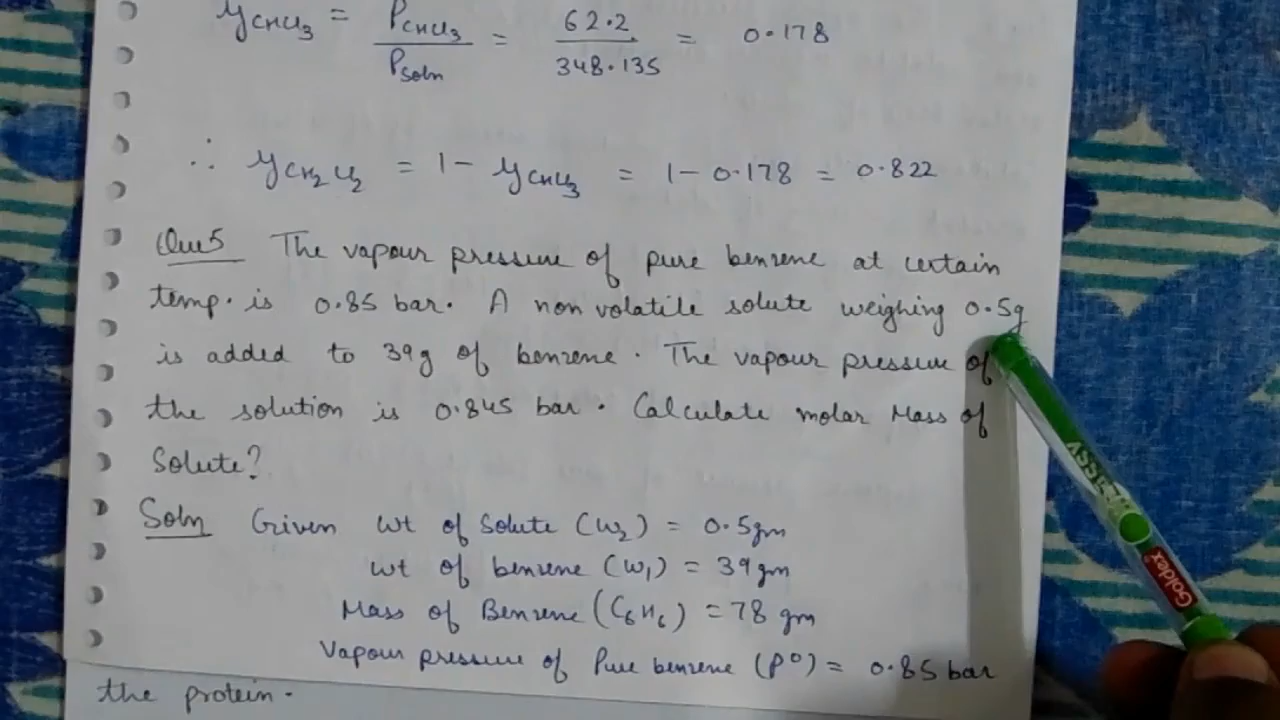 yCHCl3 = PCHCl3 / Psoln = 62.2 / 348.135 = 0.178
∴ yCH2Cl2 = 1 - yCHCl3 = 1 - 0.178 = 0.822
Que5 The vapour pressure of pure benzene at certain
temp. is 0.85 bar. A non volatile solute weighing 0.5g
is added to 39g of benzene. The vapour pressure of
the solution is 0.845 bar. Calculate molar Mass of
Solute?
Soln Given Wt of Solute (W2) = 0.5gm
Wt of benzene (W1) = 39gm
Mass of Benzene (C6H6) = 78 gm
Vapour pressure of Pure benzene (P°) = 0.85 bar
the protein.
Goldex